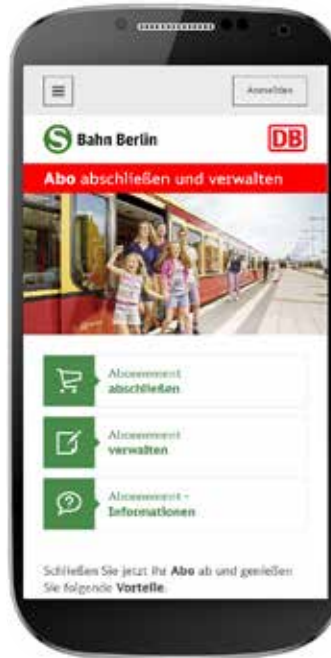 Anmelden
S Bahn Berlin
DB
Abo abschließen und verwalten
Abonnement
abschließen
Abonnement
verwalten
Abonnement -
Informationen
Schließen Sie jetzt Ihr Abo ab und genießen
Sie folgende Vorteile.